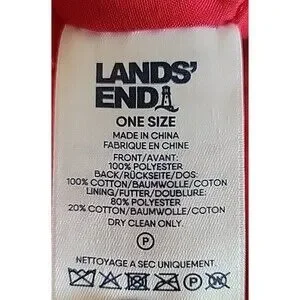 LANDS'
END
ONE SIZE
MADE IN CHINA
FABRIQUE EN CHINE
FRONT/AVANT:
100% POLYESTER
BACK/RÜCKSEITE/DOS:
100% COTTON/BAUMWOLLE/COTON
LINING/FUTTER/DOUBLURE:
80% POLYESTER
20% COTTON/BAUMWOLLE/COTON
DRY CLEAN ONLY.
P
NETTOYAGE A SEC UNIQUEMENT.
P